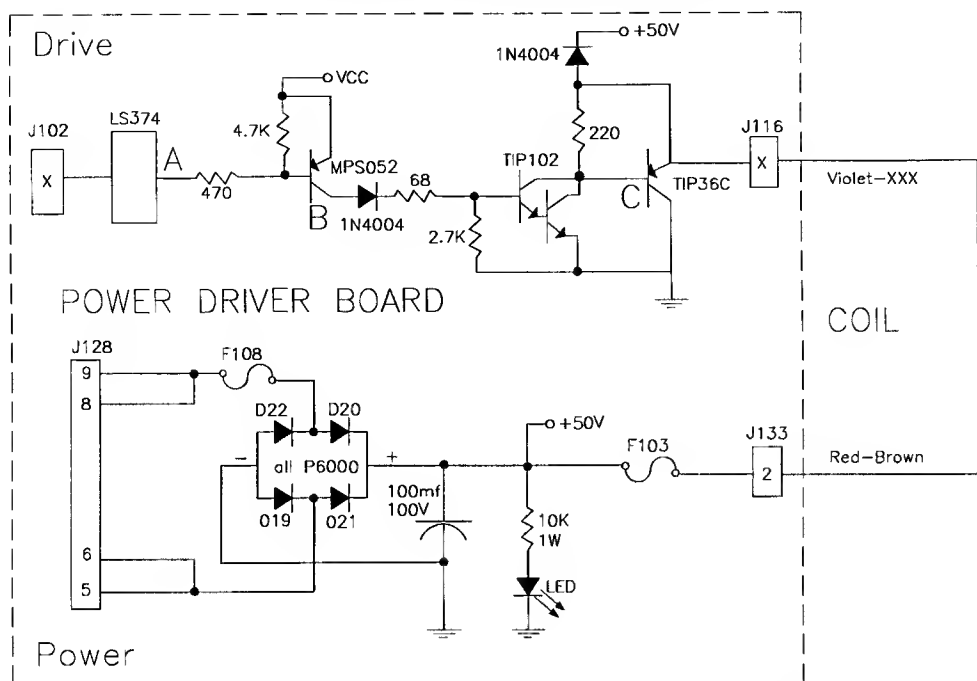 Drive
+50V
1N4004
VCC
J102
LS374
4.7K
220
J116
X
A
MPS052
TIP102
X
470
68
C
TIP36C
Violet-XXX
B
1N4004
2.7K
POWER DRIVER BOARD
COIL
J128
F108
9
8
D22
D20
+50V
F103
J133
-
all P6000
+
Red-Brown
2
100mf
100V
O19
O21
10K
1W
6
5
LED
Power